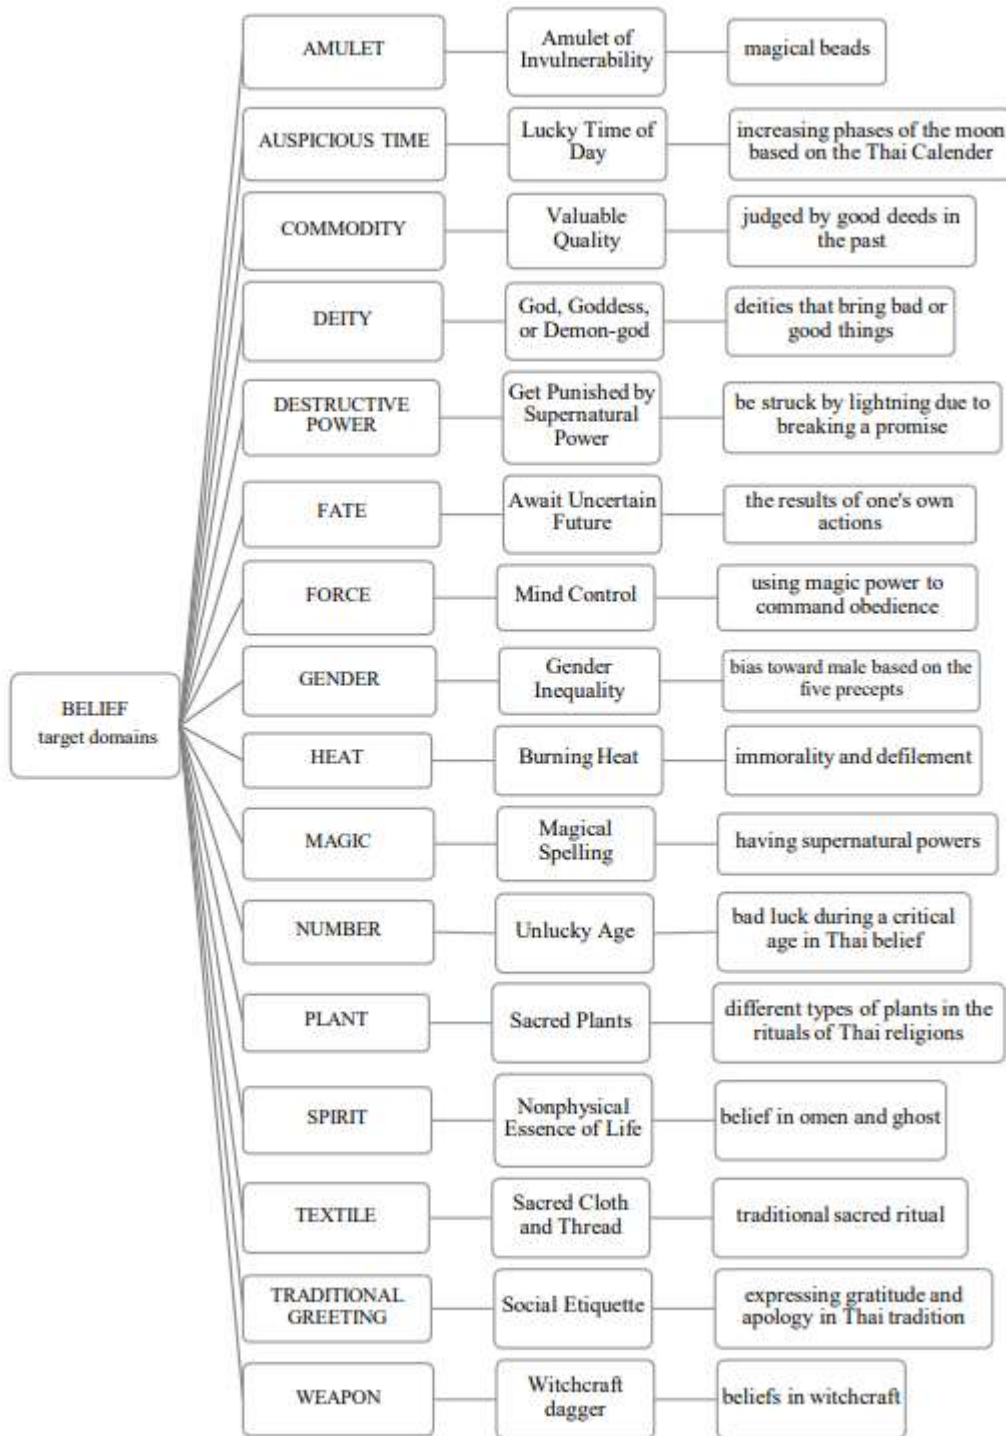 AMULET
Amulet of
Invulnerability
magical beads
AUSPICIOUS TIME
Lucky Time of
Day
increasing phases of the moon
based on the Thai Calender
COMMODITY
Valuable
Quality
judged by good deeds in
the past
DEITY
God, Goddess,
or Demon-god
deities that bring bad or
good things
DESTRUCTIVE
POWER
Get Punished by
Supernatural
Power
be struck by lightning due to
breaking a promise
FATE
Await Uncertain
Future
the results of one's own
actions
FORCE
Mind Control
using magic power to
command obedience
BELIEF
target domains
GENDER
Gender
Inequality
bias toward male based on the
five precepts
HEAT
Burning Heat
immorality and defilement
MAGIC
Magical
Spelling
having supernatural powers
NUMBER
Unlucky Age
bad luck during a critical
age in Thai belief
PLANT
Sacred Plants
different types of plants in the
rituals of Thai religions
SPIRIT
Nonphysical
Essence of Life
belief in omen and ghost
TEXTILE
Sacred Cloth
and Thread
traditional sacred ritual
TRADITIONAL
GREETING
Social Etiquette
expressing gratitude and
apology in Thai tradition
WEAPON
Witchcraft
dagger
beliefs in witchcraft